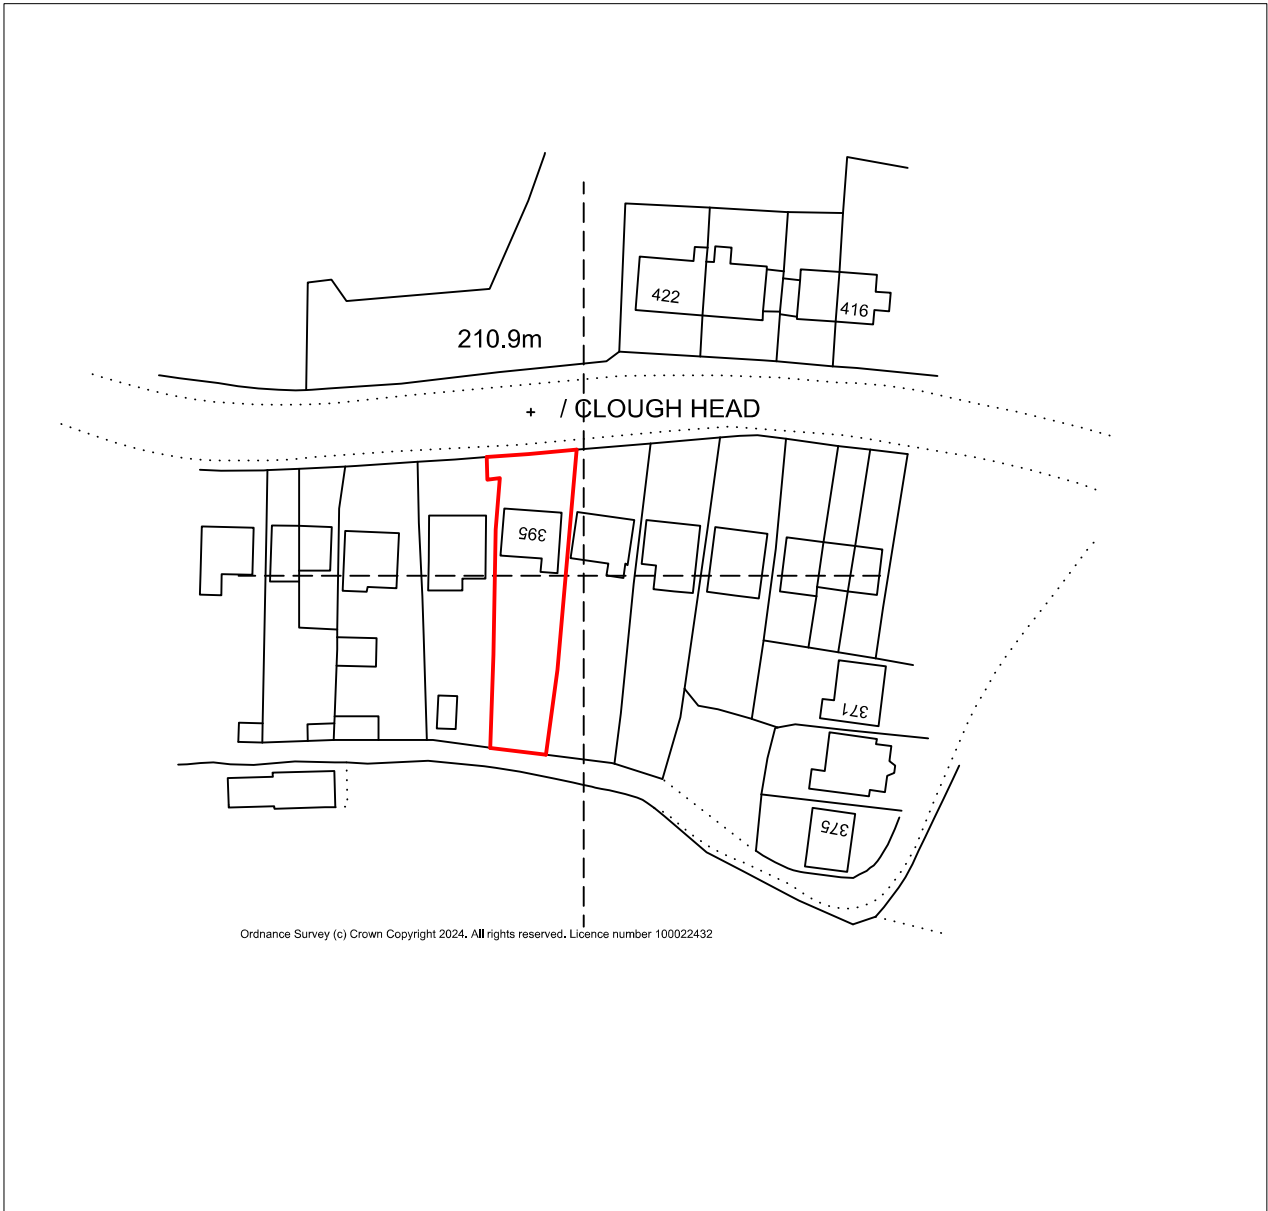 422
416
210.9m
+ / CLOUGH HEAD
395
371
375
Ordnance Survey (c) Crown Copyright 2024. All rights reserved. Licence number 100022432